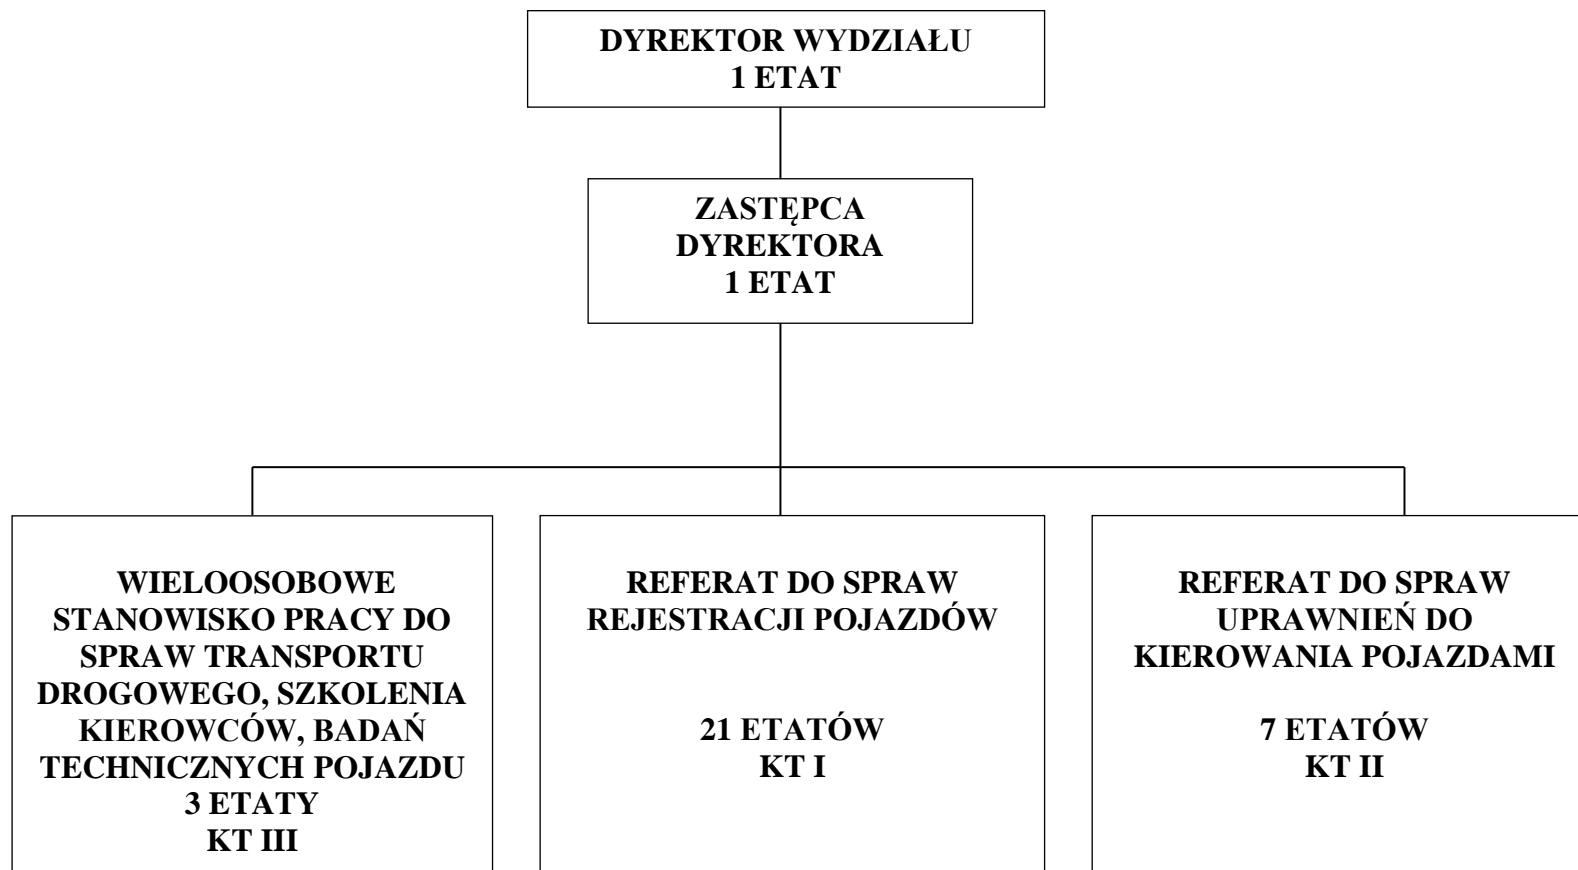 DYREKTOR WYDZIAŁU
1 ETAT
ZASTĘPCA
DYREKTORA
1 ETAT
WIELOOSOBOWE
STANOWISKO PRACY DO
SPRAW TRANSPORTU
DROGOWEGO, SZKOLENIA
KIEROWCÓW, BADAŃ
TECHNICZNYCH POJAZDU
3 ETATY
KT III
REFERAT DO SPRAW
REJESTRACJI POJAZDÓW
21 ETATÓW
KT I
REFERAT DO SPRAW
UPRAWNIEŃ DO
KIEROWANIA POJAZDAMI
7 ETATÓW
KT II